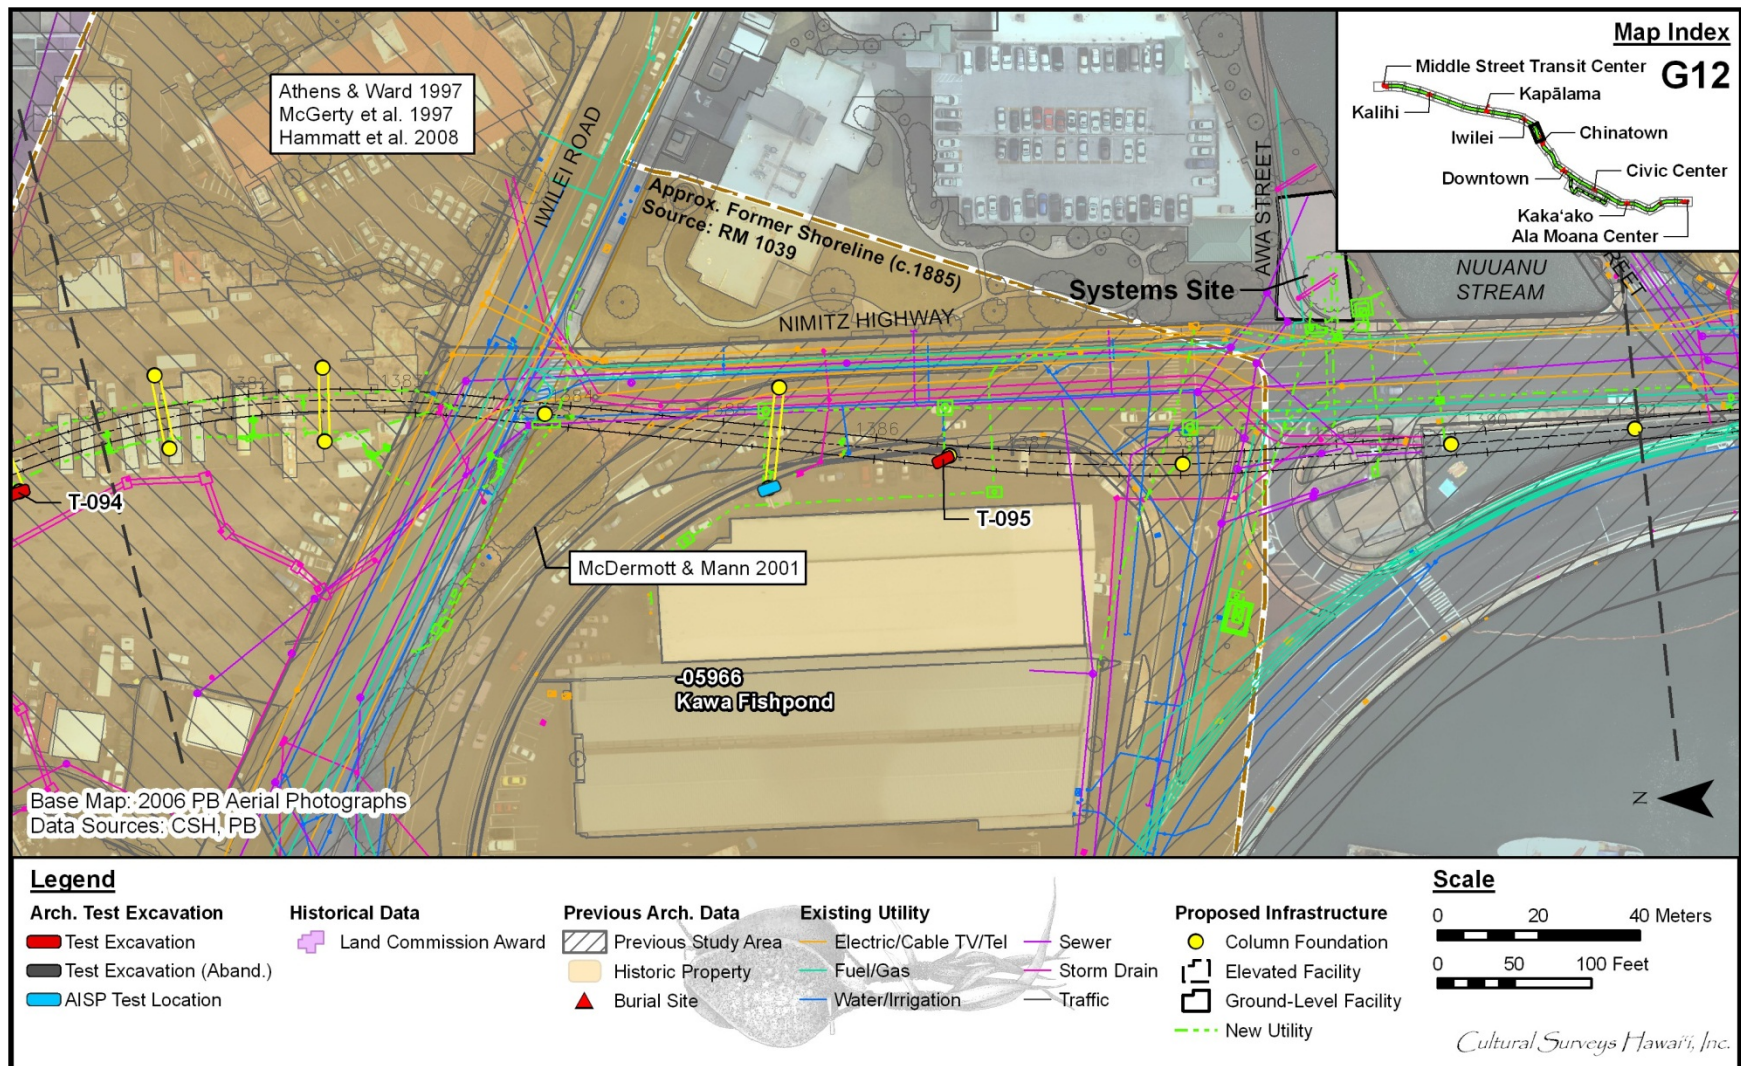 Athens & Ward 1997
McGerty et al. 1997
Hammatt et al. 2008
IWILEI ROAD
Approx. Former Shoreline (c.1885)
Source: RM 1039
NIMITZ HIGHWAY
AWA STREET
Systems Site
NUUANU
STREAM
Map Index
G12
Middle Street Transit Center
Kapālama
Kalihi
Iwilei
Chinatown
Downtown
Civic Center
Kaka‘ako
Ala Moana Center
1386
T-094
T-095
McDermott & Mann 2001
-05966
Kawa Fishpond
Base Map: 2006 PB Aerial Photographs
Data Sources: CSH, PB
N
Legend
Arch. Test Excavation
Test Excavation
Test Excavation (Aband.)
AISP Test Location
Historical Data
Land Commission Award
Previous Arch. Data
Previous Study Area
Historic Property
Burial Site
Existing Utility
Electric/Cable TV/Tel
Fuel/Gas
Water/Irrigation
Sewer
Storm Drain
Traffic
Proposed Infrastructure
Column Foundation
Elevated Facility
Ground-Level Facility
New Utility
Scale
0 20 40 Meters
0 50 100 Feet
Cultural Surveys Hawai‘i, Inc.